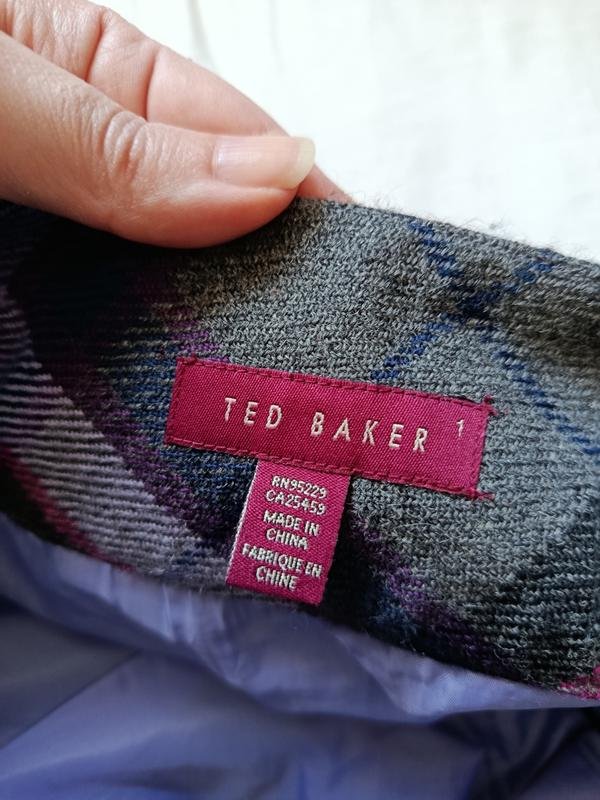 TED BAKER 1
RN95229
CA25459
MADE IN
CHINA
FABRIQUE EN
CHINE